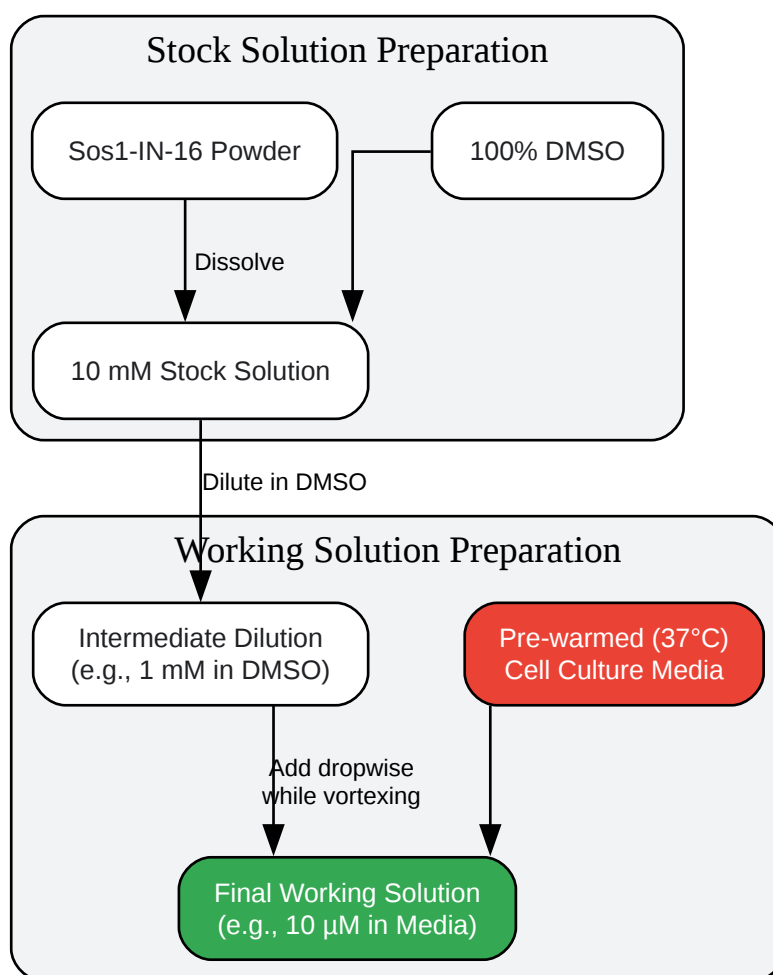 Stock Solution Preparation
Sos1-IN-16 Powder
100% DMSO
Dissolve
10 mM Stock Solution
Dilute in DMSO
Working Solution Preparation
Intermediate Dilution
(e.g., 1 mM in DMSO)
Pre-warmed (37°C)
Cell Culture Media
Add dropwise
while vortexing
Final Working Solution
(e.g., 10 µM in Media)